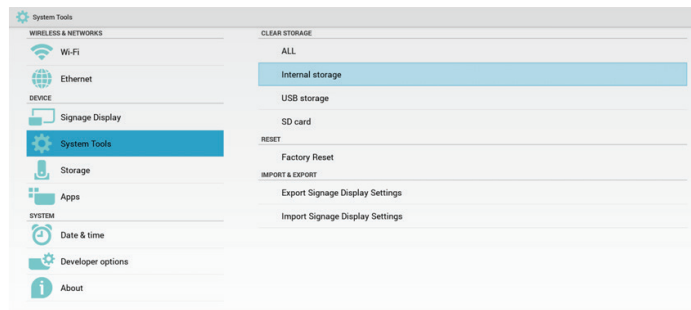 System Tools
WIRELESS & NETWORKS
Wi-Fi
Ethernet
DEVICE
Signage Display
System Tools
Storage
Apps
SYSTEM
Date & time
Developer options
About
CLEAR STORAGE
ALL
Internal storage
USB storage
SD card
RESET
Factory Reset
IMPORT & EXPORT
Export Signage Display Settings
Import Signage Display Settings